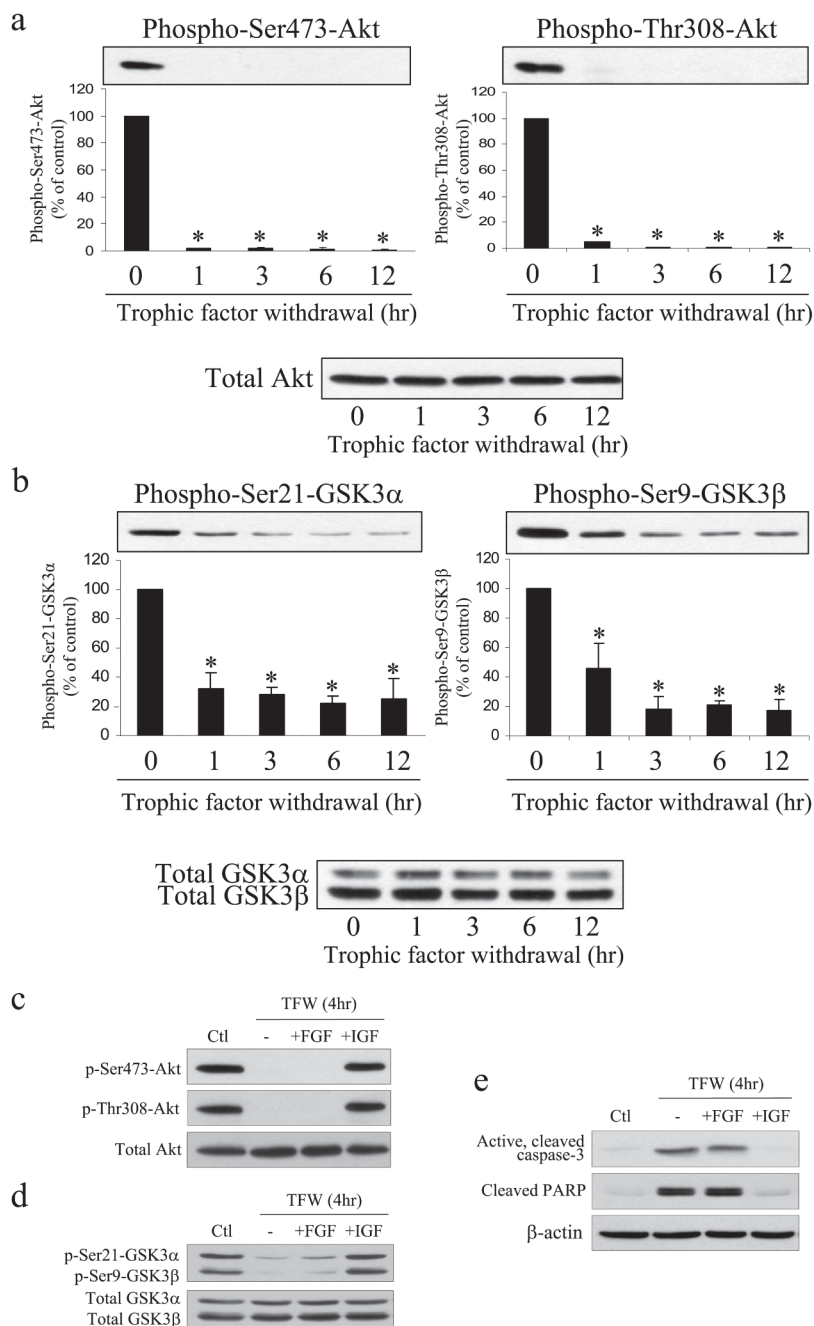 a
Phospho-Ser473-Akt
Phospho-Ser473-Akt
(% of control)
120
100
80
60
40
20
0
* * * *
0 1 3 6 12
Trophic factor withdrawal (hr)
Phospho-Thr308-Akt
Phospho-Thr308-Akt
(% of control)
120
100
80
60
40
20
0
* * * *
0 1 3 6 12
Trophic factor withdrawal (hr)
Total Akt
0 1 3 6 12
Trophic factor withdrawal (hr)
b
Phospho-Ser21-GSK3α
Phospho-Ser21-GSK3α
(% of control)
120
100
80
60
40
20
0
* * * *
0 1 3 6 12
Trophic factor withdrawal (hr)
Phospho-Ser9-GSK3β
Phospho-Ser9-GSK3β
(% of control)
120
100
80
60
40
20
0
* * * *
0 1 3 6 12
Trophic factor withdrawal (hr)
Total GSK3α
Total GSK3β
0 1 3 6 12
Trophic factor withdrawal (hr)
c
TFW (4hr)
Ctl - +FGF +IGF
p-Ser473-Akt
p-Thr308-Akt
Total Akt
d
TFW (4hr)
Ctl - +FGF +IGF
p-Ser21-GSK3α
p-Ser9-GSK3β
Total GSK3α
Total GSK3β
e
TFW (4hr)
Ctl - +FGF +IGF
Active, cleaved
caspase-3
Cleaved PARP
β-actin